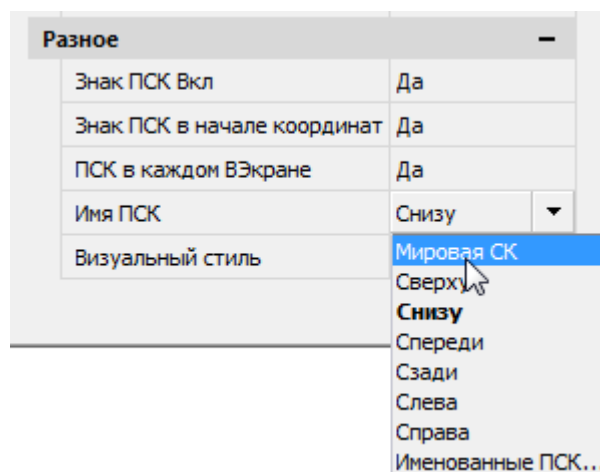 Разное
Знак ПСК Вкл Да
Знак ПСК в начале координат Да
ПСК в каждом ВЭкране Да
Имя ПСК Снизу
Визуальный стиль
Мировая СК
Сверху
Снизу
Спереди
Сзади
Слева
Справа
Именованные ПСК..